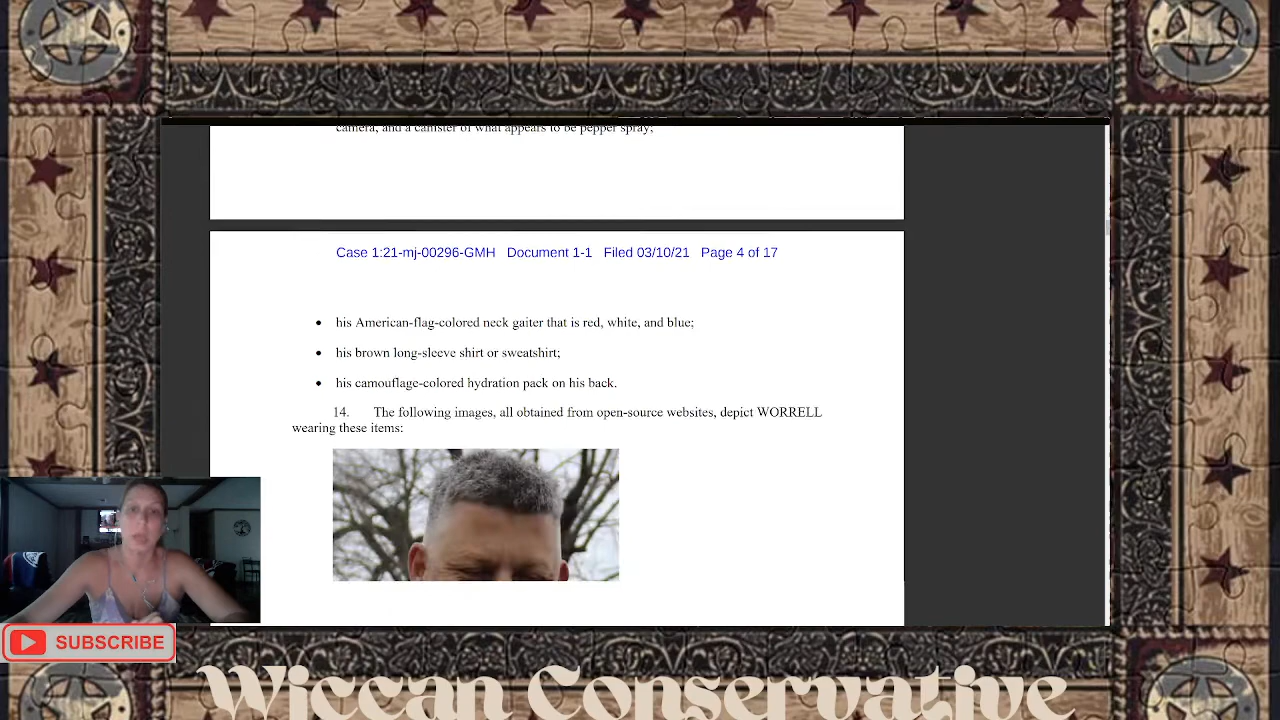 camera, and a canister of what appears to be pepper spray;
Case 1:21-mj-00296-GMH Document 1-1 Filed 03/10/21 Page 4 of 17
• his American-flag-colored neck gaiter that is red, white, and blue;
• his brown long-sleeve shirt or sweatshirt;
• his camouflage-colored hydration pack on his back.
14. The following images, all obtained from open-source websites, depict WORRELL
wearing these items:
SUBSCRIBE
Wiccan Conservative